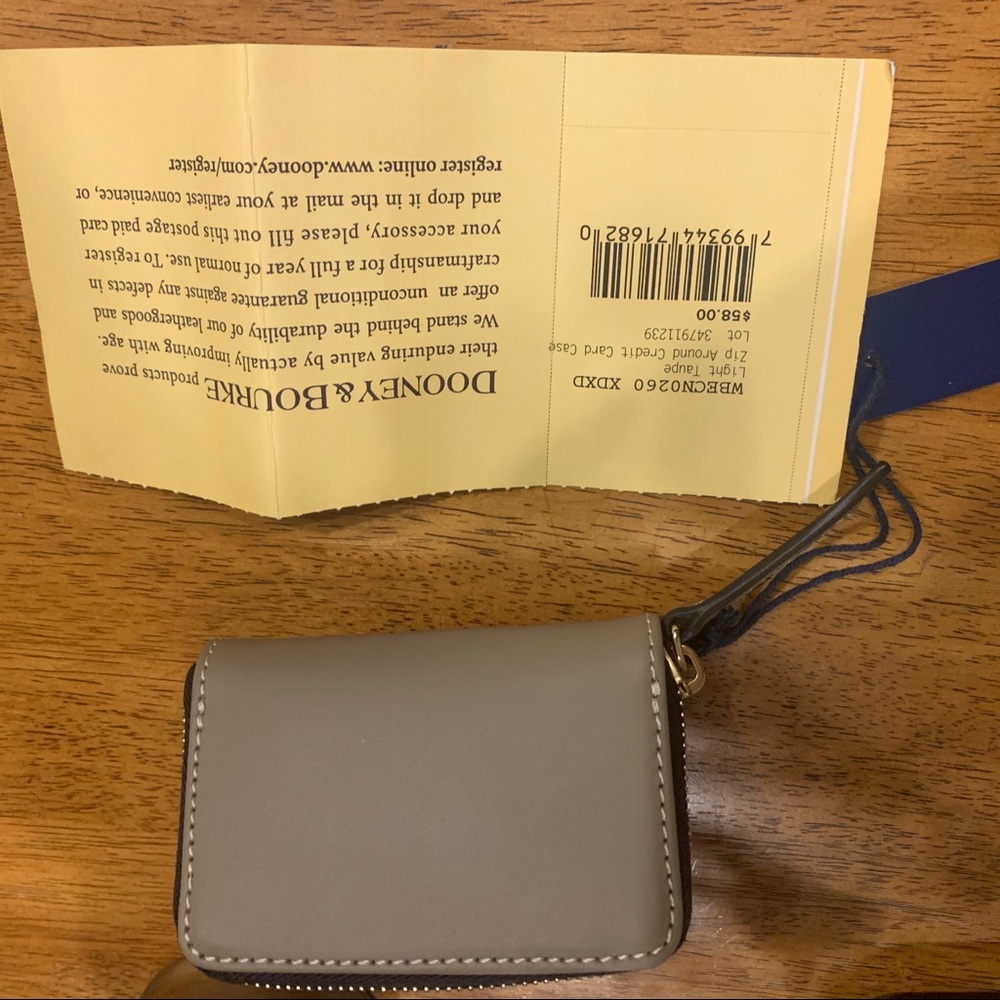 DOONEY & BOURKE products prove
their enduring value by actually improving with age.
We stand behind the durability of our leathergoods and
offer an unconditional guarantee against any defects in
craftmanship for a full year of normal use. To register
your accessory, please fill out this postage paid card
and drop it in the mail at your earliest convenience, or
register online: www.dooney.com/register
WBECN0260 XDXD
Light Taupe
Zip Around Credit Card Case
Lot 347911239
$58.00
7 99344 71682 0